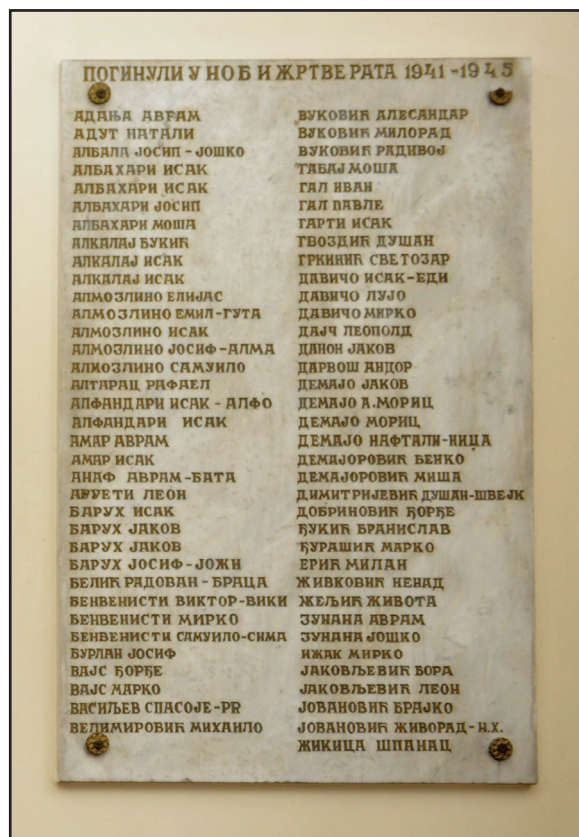 ПОГИНУЛИ У НОБ И ЖРТВЕ РАТА 1941-1945
АДАЊА АВРАМ
АДУТ НАТАЛИ
АЛБАЛА ЈОСИП - ЈОШКО
АЛБАХАРИ ИСАК
АЛБАХАРИ ИСАК
АЛБАХАРИ ЈОСИП
АЛБАХАРИ МОША
АЛКАЛАЈ БУКИЋ
АЛКАЛАЈ ИСАК
АЛКАЛАЈ ИСАК
АЛМОЗЛИНО ЕЛИЈАС
АЛМОЗЛИНО ЕМИЛ-ГУТА
АЛМОЗЛИНО ИСАК
АЛМОЗЛИНО ЈОСИФ-АЛМА
АЛМОЗЛИНО САМУИЛО
АЛТАРАЦ РАФАЕЛ
АЛФАНДАРИ ИСАК - АЛФО
АЛФАНДАРИ ИСАК
АМАР АВРАМ
АМАР ИСАК
АНАФ АВРАМ-БАТА
АРУЕТИ ЛЕОН
БАРУХ ИСАК
БАРУХ ЈАКОВ
БАРУХ ЈАКОВ
БАРУХ ЈОСИФ-ЈОЖИ
БЕЛИЋ РАДОВАН - БРАЦА
БЕНВЕНИСТИ ВИКТОР-ВИКИ
БЕНВЕНИСТИ МИРКО
БЕНВЕНИСТИ САМУИЛО-СИМА
БУРЛАН ЈОСИФ
ВАЈС ЂОРЂЕ
ВАЈС МАРКО
ВАСИЉЕВ СПАСОЈЕ-РР
ВЕЛИМИРОВИЋ МИХАИЛО
ВУКОВИЋ АЛЕСАНДАР
ВУКОВИЋ МИЛОРАД
ВУКОВИЋ РАДИВОЈ
ТАБАЈ МОША
ГАЛ ИВАН
ГАЛ ПАВЛЕ
ГАРТИ ИСАК
ГВОЗДИЋ ДУШАН
ГРКИНИЋ СВЕТОЗАР
ДАВИЧО ИСАК-ЕДИ
ДАВИЧО ЛУЈО
ДАВИЧО МИРКО
ДАЈЧ ЛЕОПОЛД
ДАНОН ЈАКОВ
ДАРВОШ АНДОР
ДЕМАЈО ЈАКОВ
ДЕМАЈО А.МОРИЦ
ДЕМАЈО МОРИЦ
ДЕМАЈО НАФТАЛИ-НИЦА
ДЕМАЈОРОВИЋ БЕНКО
ДЕМАЈОРОВИЋ МИША
ДИМИТРИЈЕВИЋ ДУШАН-ШВЕЈК
ДОБРИНОВИЋ ЂОРЂЕ
ЂУКИЋ БРАНИСЛАВ
ЂУРАШИЋ МАРКО
ЕРИЋ МИЛАН
ЖИВКОВИЋ НЕНАД
ЖЕЉИЋ ЖИВОТА
ЗУНАНА АВРАМ
ЗУНАНА ЈОШКО
ИЖАК МИРКО
ЈАКОВЉЕВИЋ БОРА
ЈАКОВЉЕВИЋ ЛЕОН
ЈОВАНОВИЋ БРАЈКО
ЈОВАНОВИЋ ЖИВОРАД - Н.Х.
ЖИКИЦА ШПАНАЦ